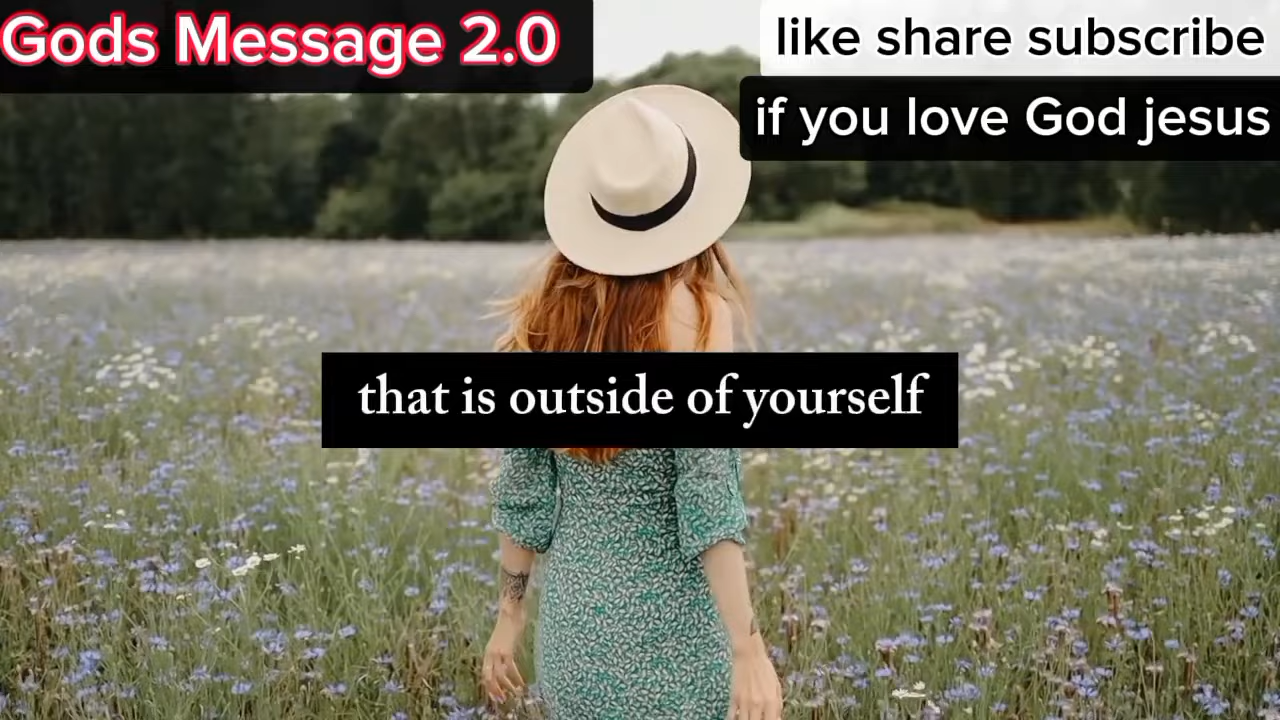 Gods Message 2.0
like share subscribe
if you love God jesus
that is outside of yourself